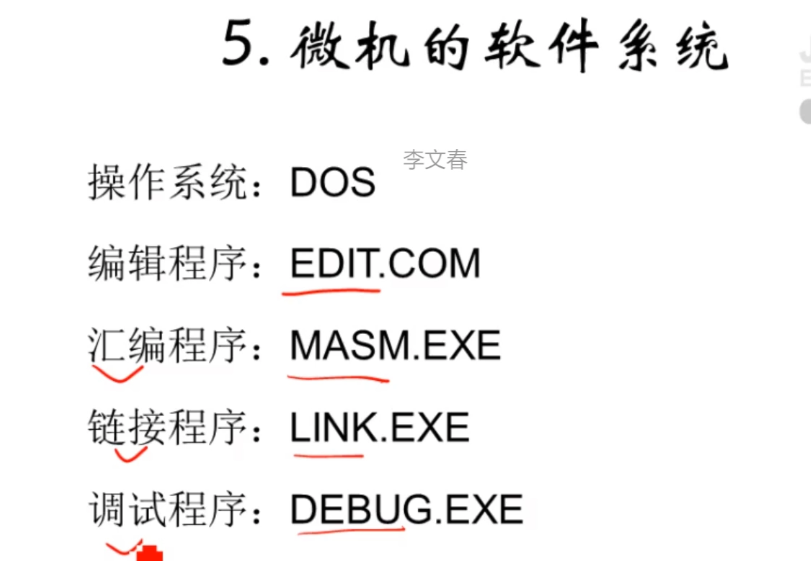 5. 微机的软件系统
李文春
操作系统：DOS
编辑程序：EDIT.COM
汇编程序：MASM.EXE
链接程序：LINK.EXE
调试程序：DEBUG.EXE